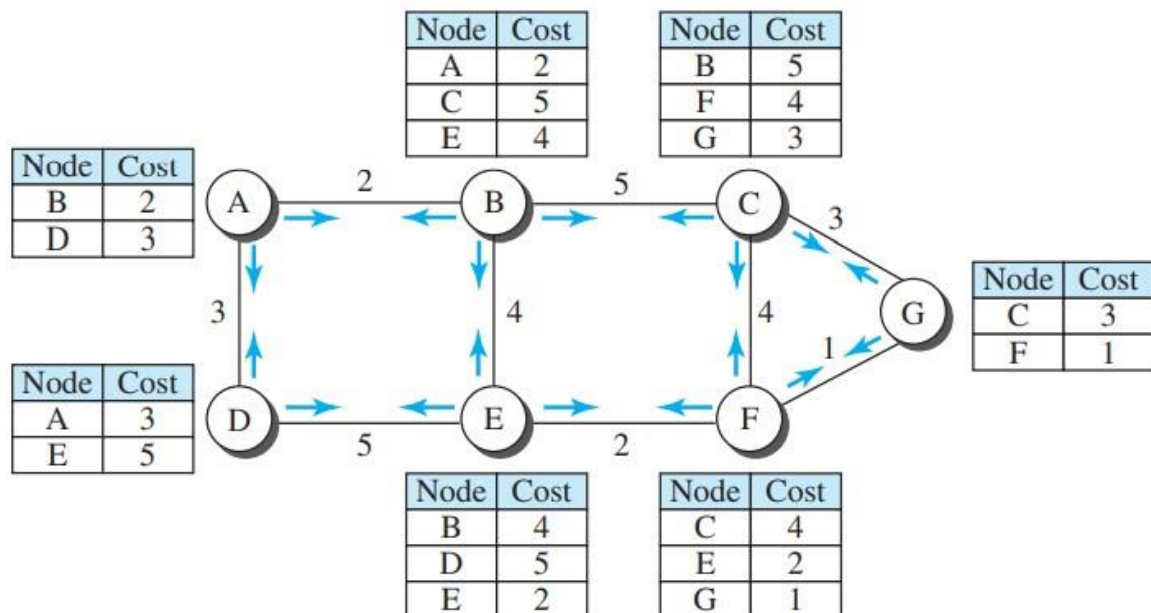 Node Cost
A 2
C 5
E 4
Node Cost
B 5
F 4
G 3
Node Cost
B 2
D 3
A 2 B 5 C
3
3 4 4 G
1
Node Cost
C 3
F 1
Node Cost
A 3
E 5
D 5 E 2 F
Node Cost
B 4
D 5
E 2
Node Cost
C 4
E 2
G 1